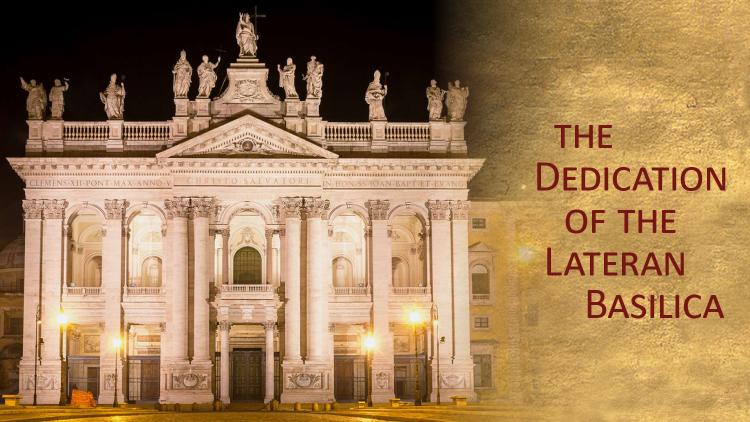 CLEMENS·XII·PONT·MAX·ANNO·V CHRISTO·SALVATORI IN·HON·SS·IOAN·BAPT·ET·EVANG
THE
DEDICATION
OF THE
LATERAN
BASILICA